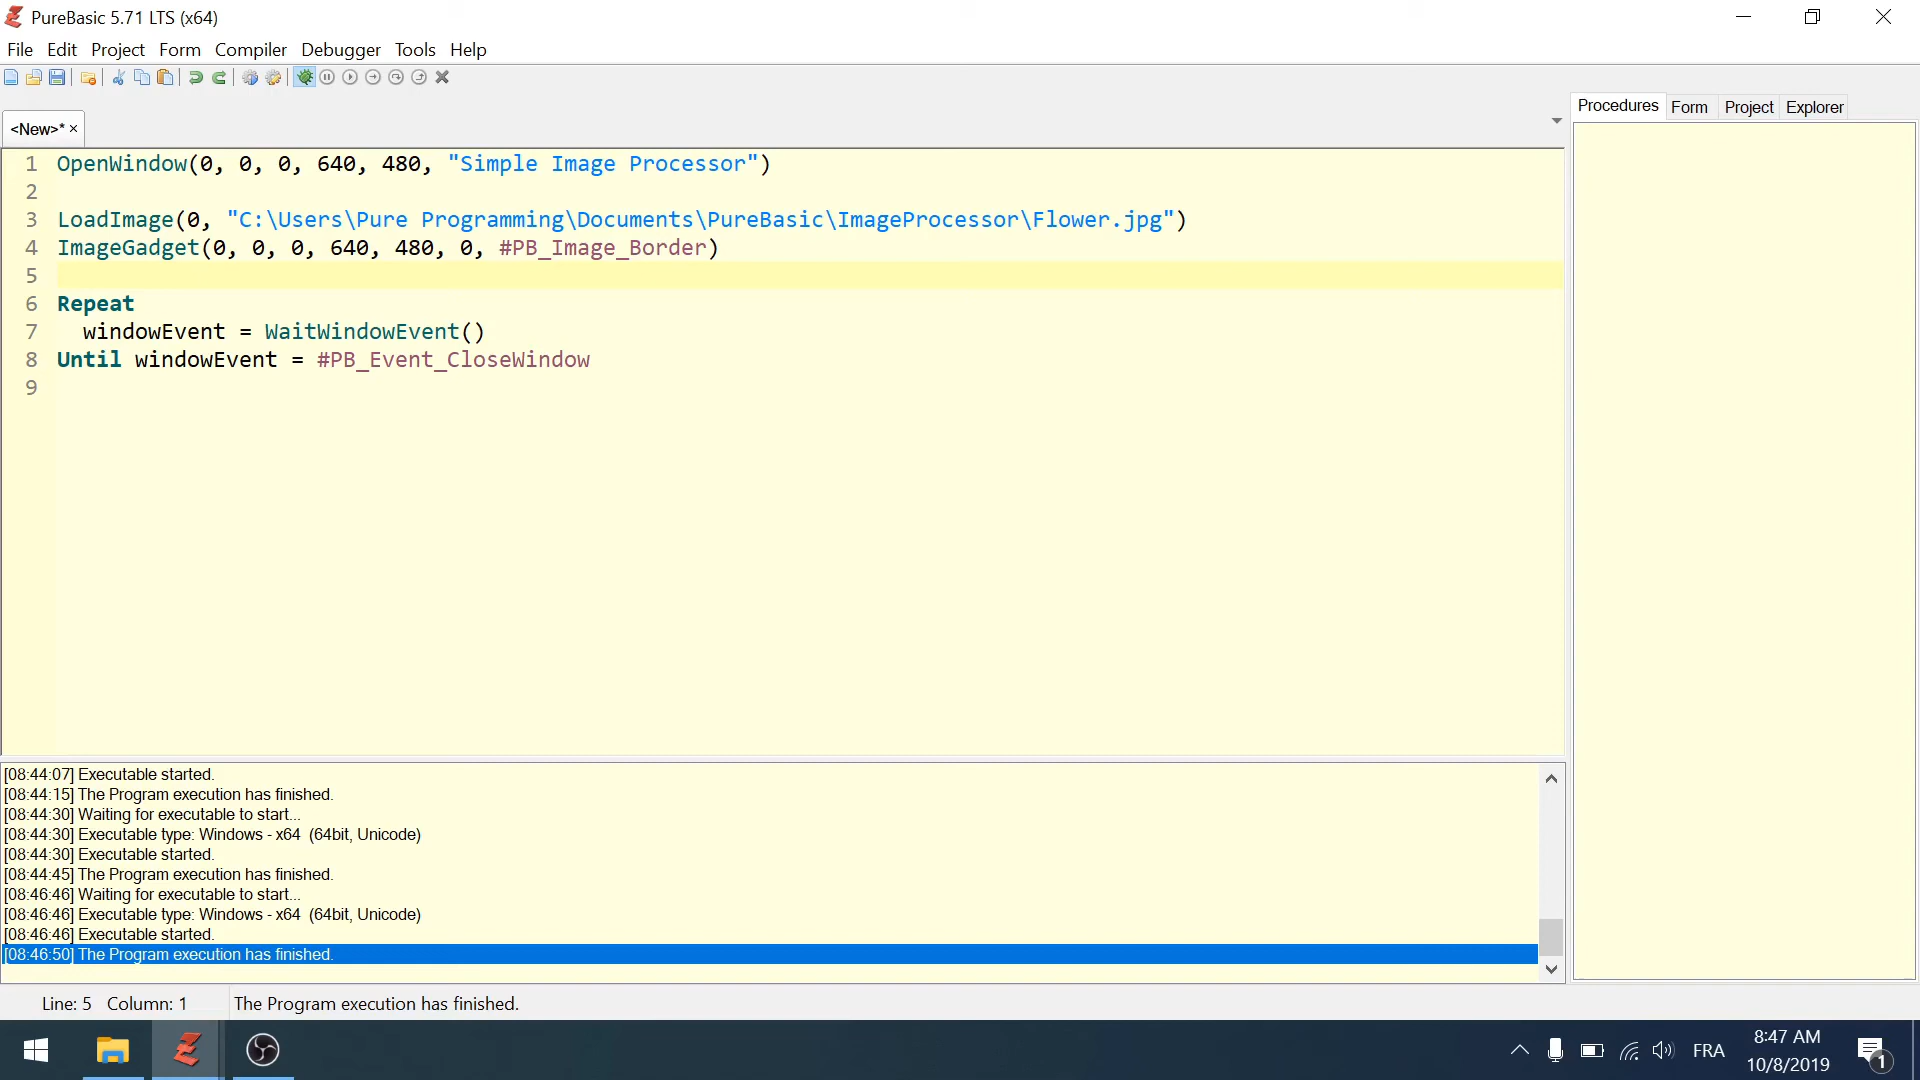 PureBasic 5.71 LTS (x64)
File Edit Project Form Compiler Debugger Tools Help
<New>*
Procedures Form Project Explorer
1 OpenWindow(0, 0, 0, 640, 480, "Simple Image Processor")
2
3 LoadImage(0, "C:\Users\Pure Programming\Documents\PureBasic\ImageProcessor\Flower.jpg")
4 ImageGadget(0, 0, 0, 640, 480, 0, #PB_Image_Border)
5
6 Repeat
7 windowEvent = WaitWindowEvent()
8 Until windowEvent = #PB_Event_CloseWindow
9
[08:44:07] Executable started.
[08:44:15] The Program execution has finished.
[08:44:30] Waiting for executable to start...
[08:44:30] Executable type: Windows - x64 (64bit, Unicode)
[08:44:30] Executable started.
[08:44:45] The Program execution has finished.
[08:46:46] Waiting for executable to start...
[08:46:46] Executable type: Windows - x64 (64bit, Unicode)
[08:46:46] Executable started.
[08:46:50] The Program execution has finished.
Line: 5 Column: 1 The Program execution has finished.
FRA
8:47 AM
10/8/2019
1